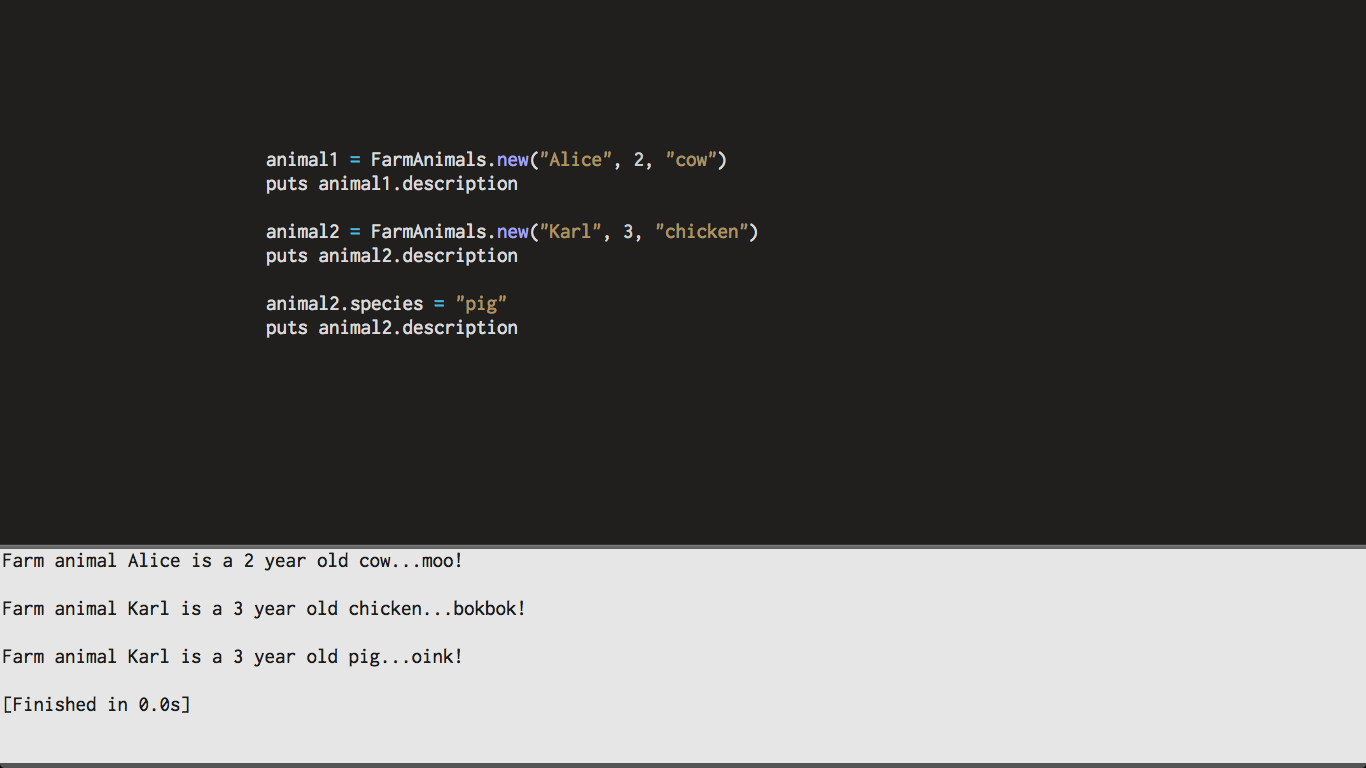 animal1 = FarmAnimals.new("Alice", 2, "cow")
puts animal1.description
animal2 = FarmAnimals.new("Karl", 3, "chicken")
puts animal2.description
animal2.species = "pig"
puts animal2.description
Farm animal Alice is a 2 year old cow...moo!
Farm animal Karl is a 3 year old chicken...bokbok!
Farm animal Karl is a 3 year old pig...oink!
[Finished in 0.0s]